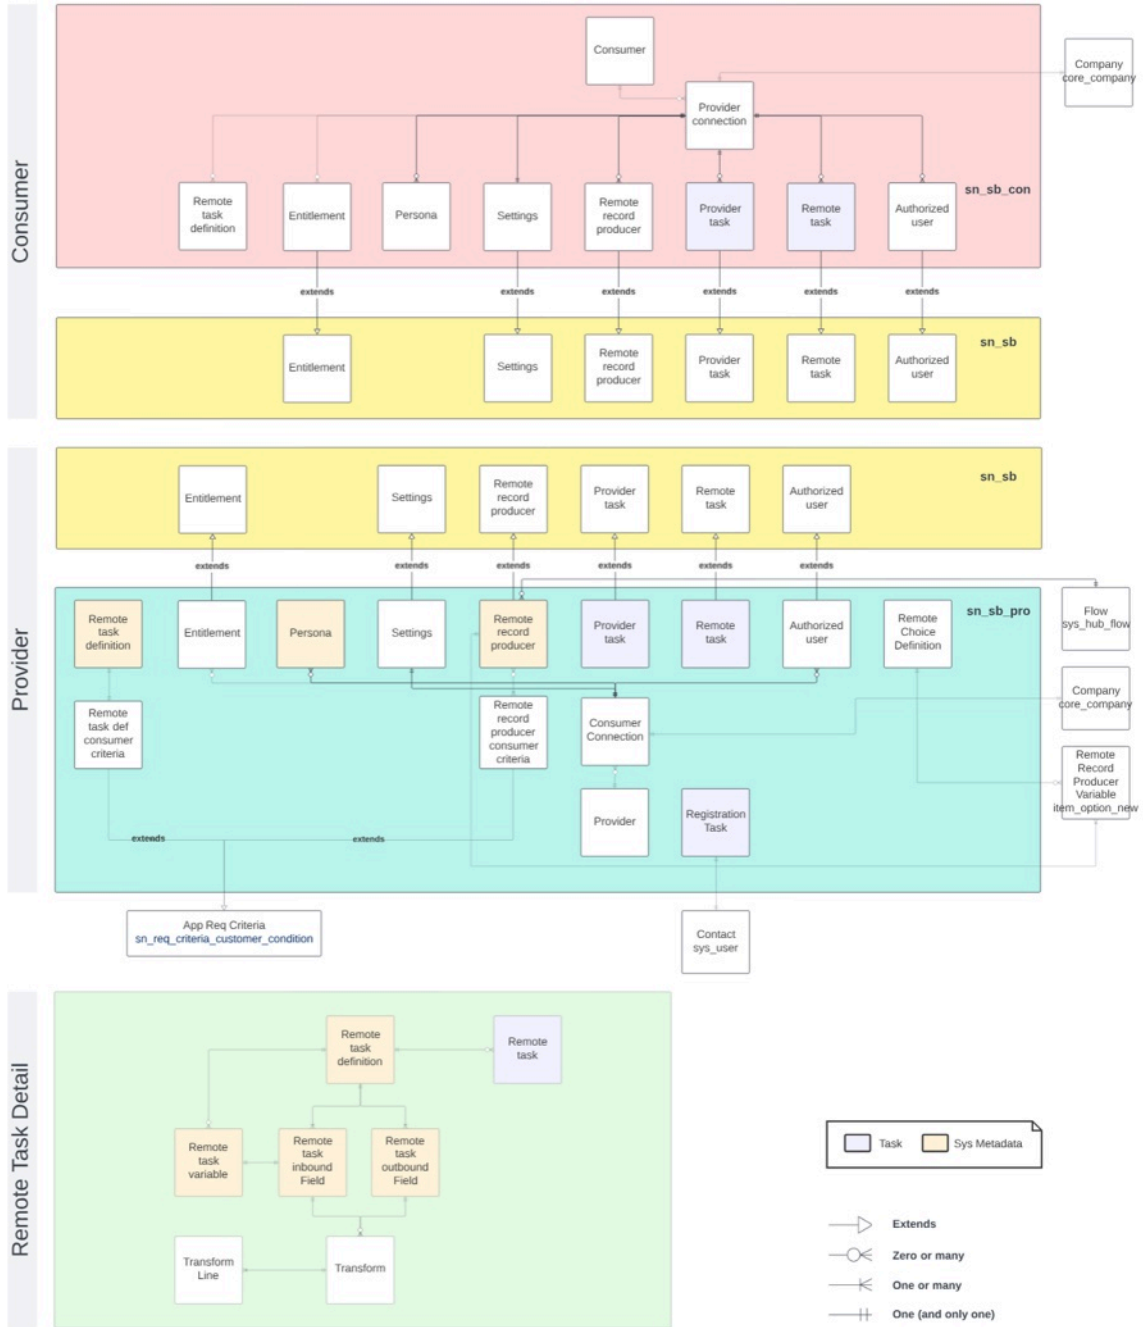 Consumer
Consumer
Company
core_company
Provider
connection
Remote
task
definition
Entitlement
Persona
Settings
Remote
record
producer
Provider
task
Remote
task
Authorized
user
sn_sb_con
extends
extends
extends
extends
extends
extends
sn_sb
Entitlement
Settings
Remote
record
producer
Provider
task
Remote
task
Authorized
user
Provider
sn_sb
Entitlement
Settings
Remote
record
producer
Provider
task
Remote
task
Authorized
user
extends
extends
extends
extends
extends
extends
sn_sb_pro
Remote
task
definition
Entitlement
Persona
Settings
Remote
record
producer
Provider
task
Remote
task
Authorized
user
Remote
Choice
Definition
Flow
sys_hub_flow
Remote
task def
consumer
criteria
Remote
record
producer
consumer
criteria
Consumer
Connection
Company
core_company
Remote
Record
Producer
Variable
item_option_new
Provider
Registration
Task
extends
extends
App Req Criteria
sn_req_criteria_customer_condition
Contact
sys_user
Remote Task Detail
Remote
task
definition
Remote
task
Remote
task
variable
Remote
task
inbound
Field
Remote
task
outbound
Field
Transform
Line
Transform
Task
Sys Metadata
Extends
Zero or many
One or many
One (and only one)